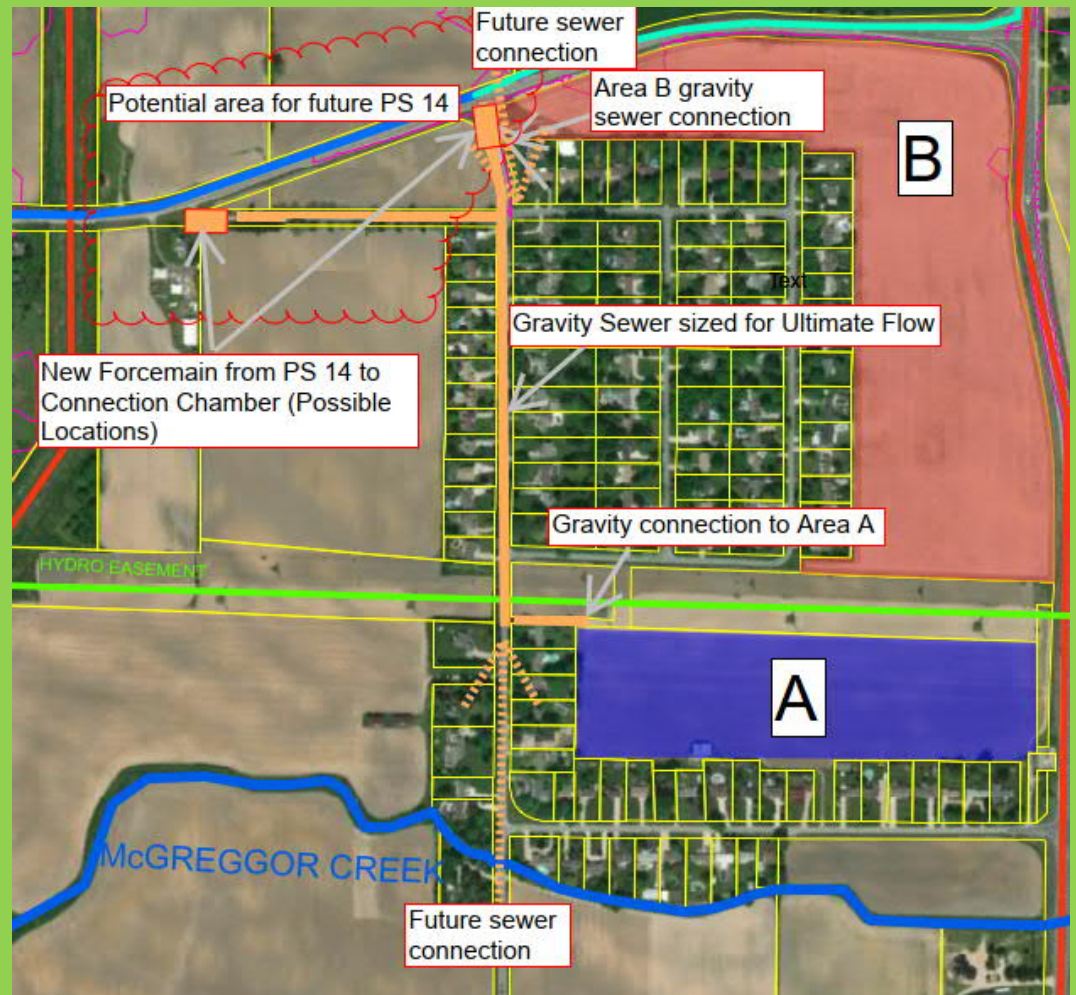 Future sewer
connection
Potential area for future PS 14
Area B gravity
sewer connection
B
Text
Gravity Sewer sized for Ultimate Flow
New Forcemain from PS 14 to
Connection Chamber (Possible
Locations)
Gravity connection to Area A
HYDRO EASEMENT
A
McGREGGOR CREEK
Future sewer
connection